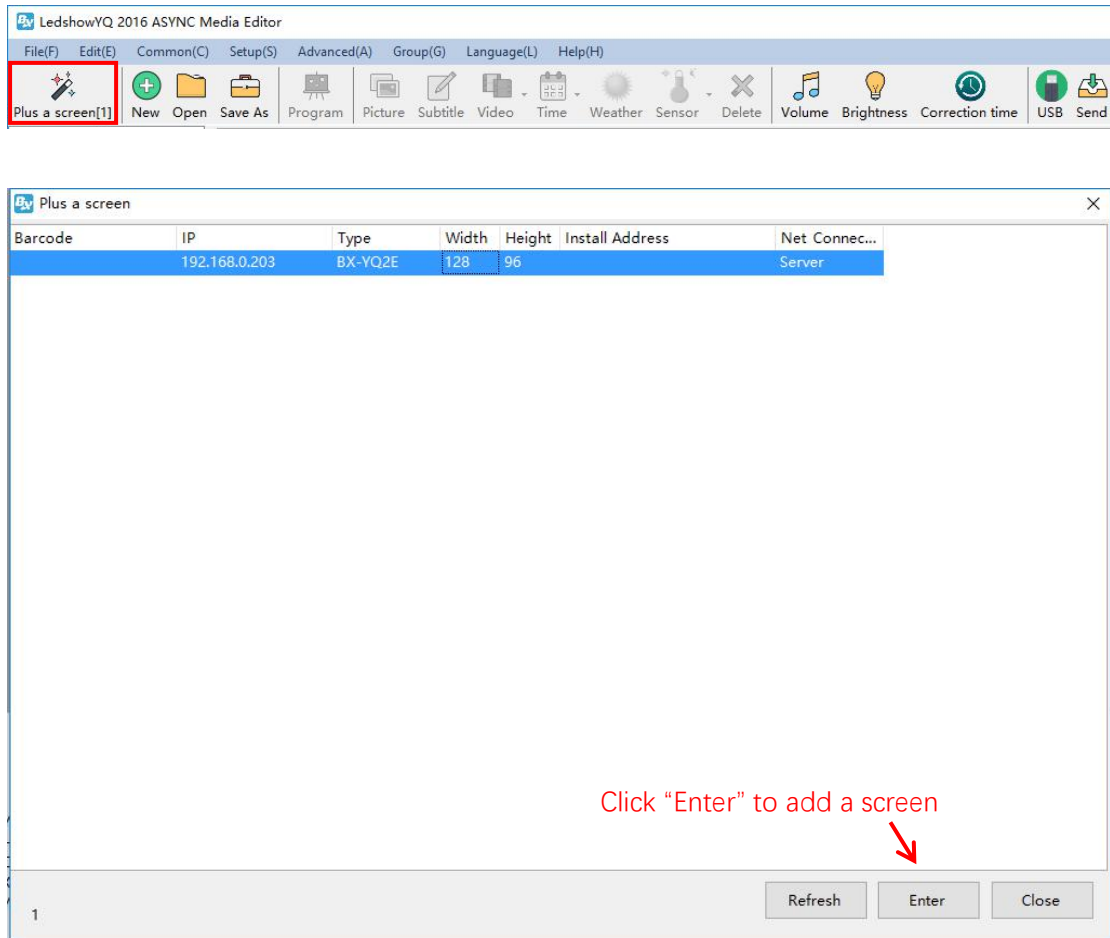 LedshowYQ 2016 ASYNC Media Editor
File(F) Edit(E) Common(C) Setup(S) Advanced(A) Group(G) Language(L) Help(H)
Plus a screen[1] New Open Save As Program Picture Subtitle Video Time Weather Sensor Delete Volume Brightness Correction time USB Send
Plus a screen
Barcode IP Type Width Height Install Address Net Connec...
192.168.0.203 BX-YQ2E 128 96 Server
Click “Enter” to add a screen
Refresh Enter Close
1